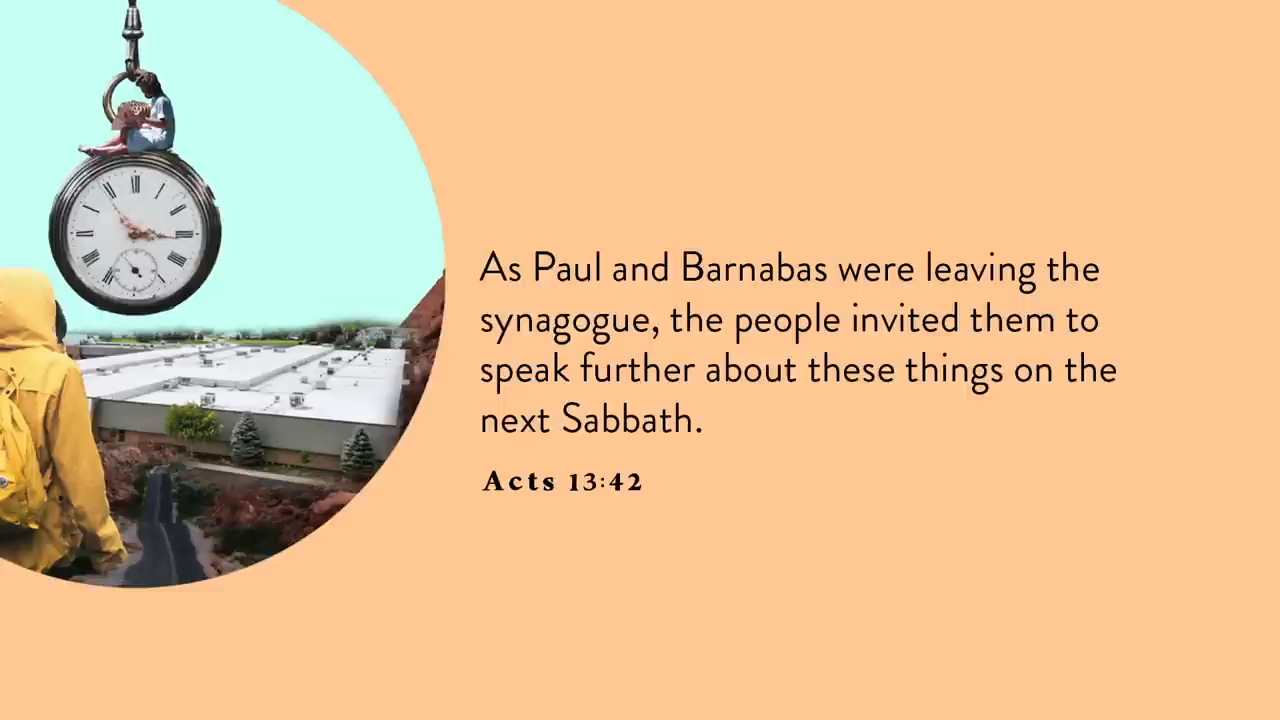 As Paul and Barnabas were leaving the
synagogue, the people invited them to
speak further about these things on the
next Sabbath.
Acts 13:42